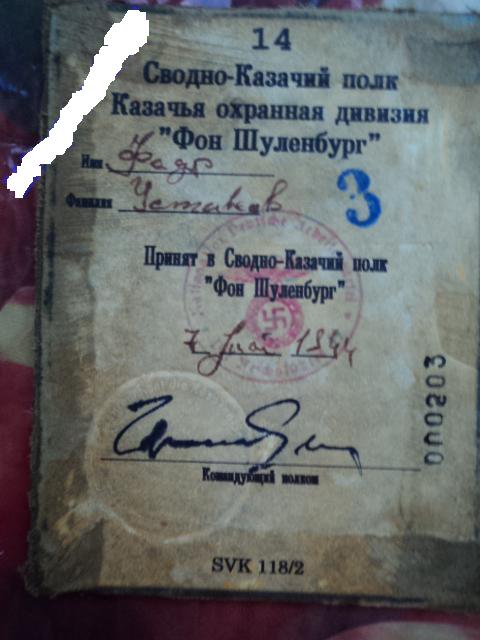 14
Сводно-Казачий полк
Казачья охранная дивизия
"Фон Шуленбург"
Имя
3
Фамилия Устиков
Принят в Сводно-Казачий полк
"Фон Шуленбург"
1944
000203
Командующий полком
SVK 118/2